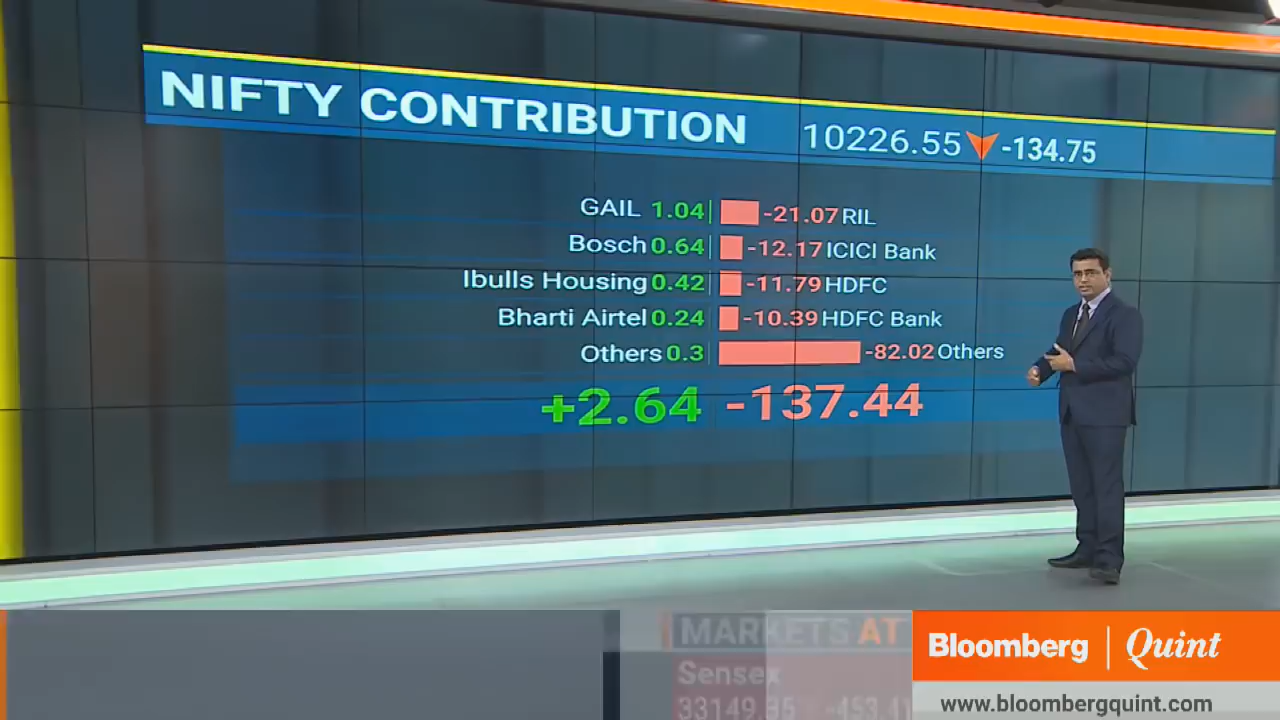 NIFTY CONTRIBUTION 10226.55 -134.75
GAIL 1.04 -21.07 RIL
Bosch 0.64 -12.17 ICICI Bank
Ibulls Housing 0.42 -11.79 HDFC
Bharti Airtel 0.24 -10.39 HDFC Bank
Others 0.3 -82.02 Others
+2.64 -137.44
MARKETS AT
Sensex
Bloomberg | Quint
www.bloombergquint.com